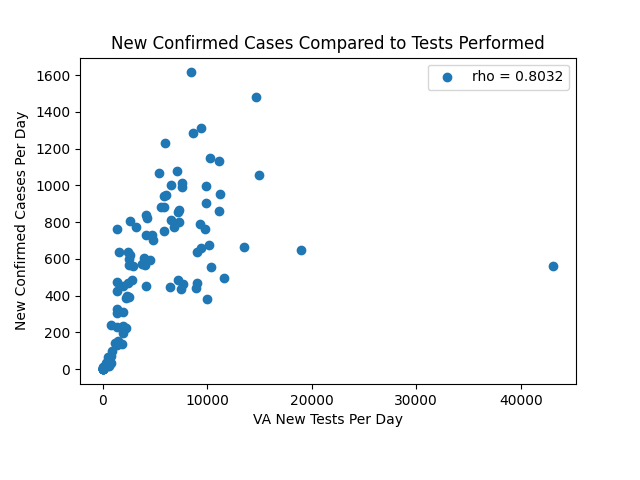 New Confirmed Cases Compared to Tests Performed
rho = 0.8032
1600
1400
1200
1000
800
600
400
200
0
New Confirmed Caeses Per Day
0 10000 20000 30000 40000
VA New Tests Per Day